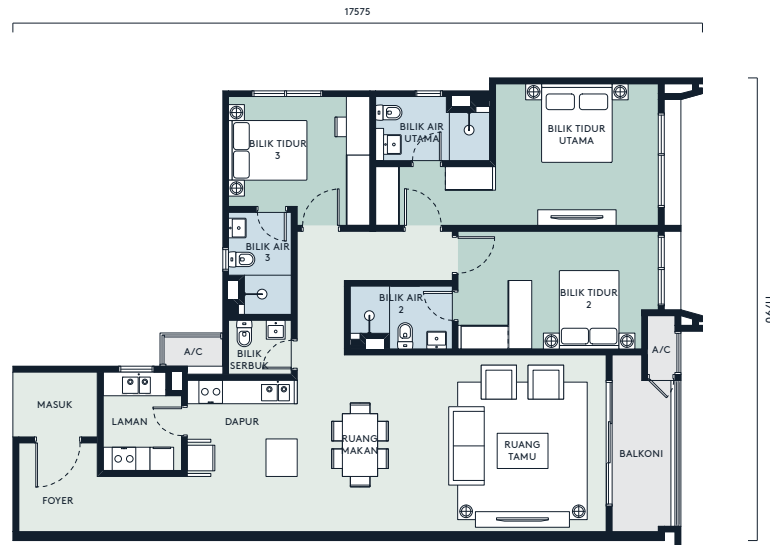 17575
BILIK AIR
UTAMA
BILIK TIDUR
UTAMA
BILIK TIDUR
3
BILIK AIR
3
BILIK AIR
2
BILIK TIDUR
2
A/C
BILIK
SERBUK
A/C
MASUK
LAMAN
DAPUR
RUANG
MAKAN
RUANG
TAMU
BALKONI
FOYER